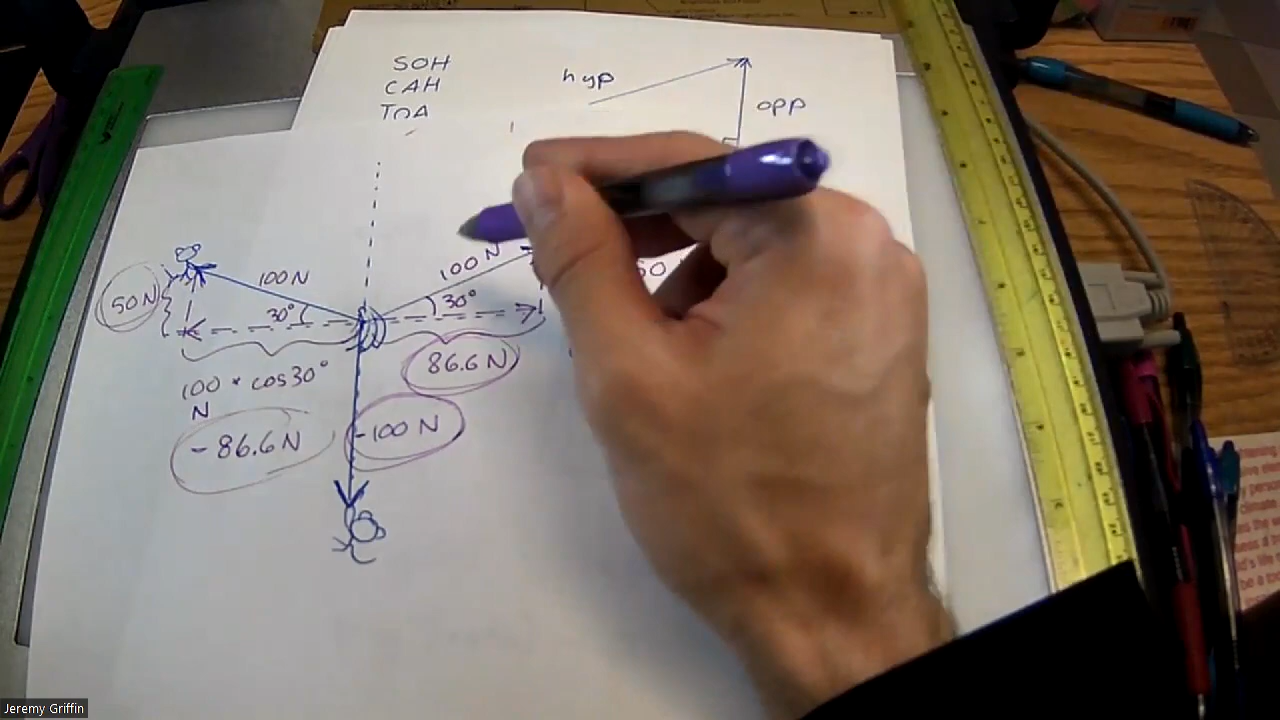 SOH
CAH
TOA
hyp
opp
50 N
100 N
30°
100 N
30°
50
100 * cos 30°
N
86.6 N
- 86.6 N
- 100 N
Jeremy Griffin